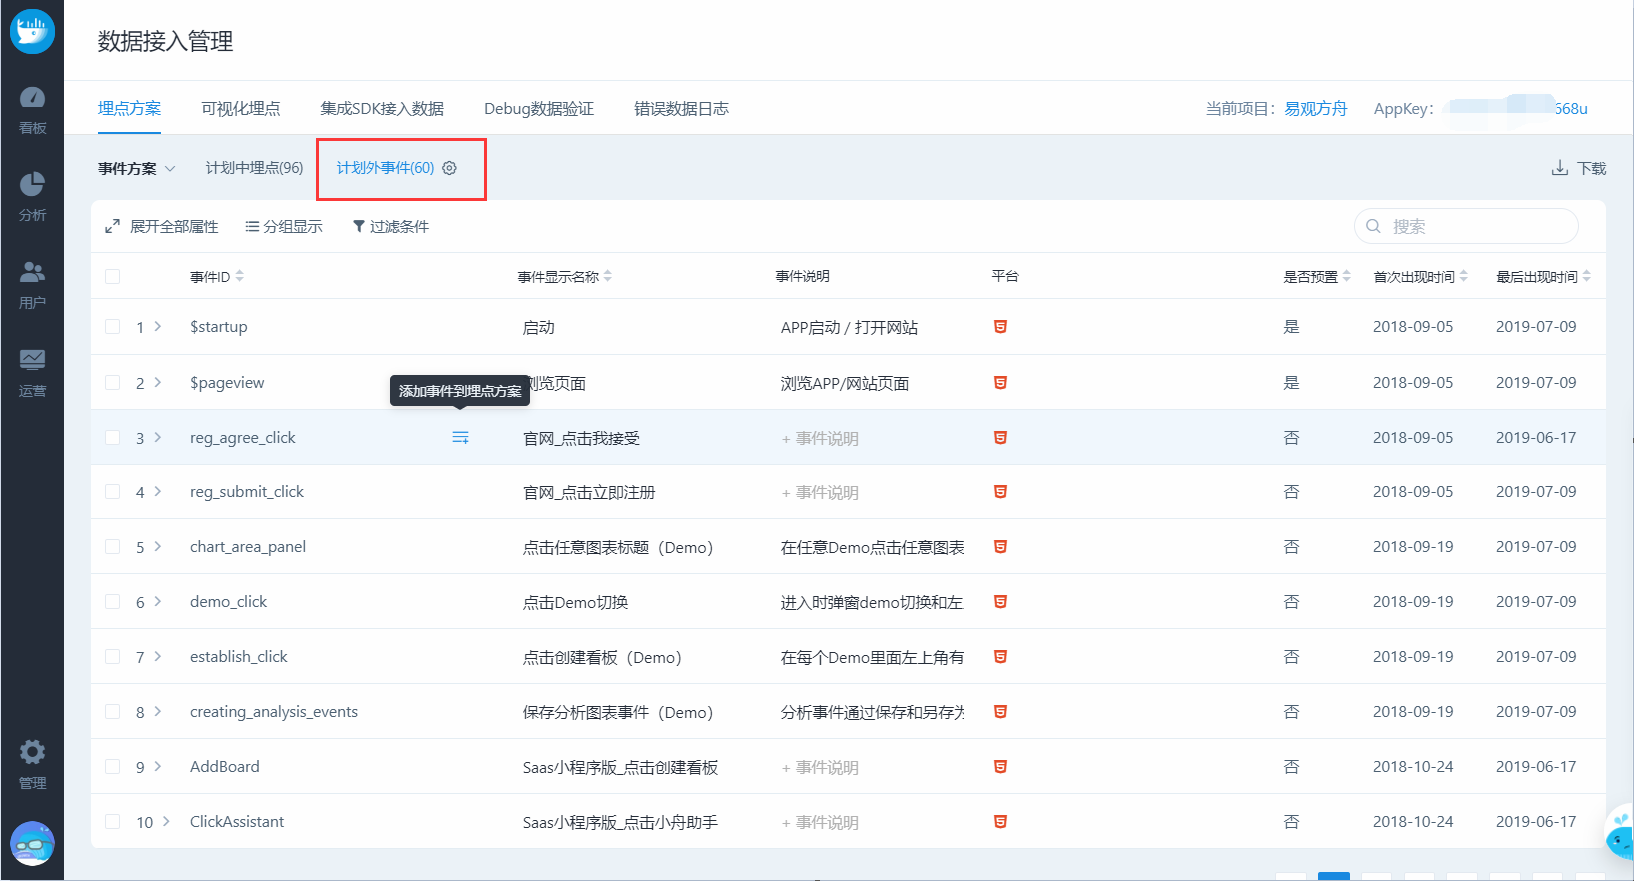 数据接入管理
看板
分析
用户
运营
管理
埋点方案 可视化埋点 集成SDK接入数据 Debug数据验证 错误数据日志 当前项目： 易观方舟 AppKey： 668u
事件方案 计划中埋点(96) 计划外事件(60) 下载
展开全部属性 分组显示 过滤条件 搜索
事件ID 事件显示名称 事件说明 平台 是否预置 首次出现时间 最后出现时间
1 $startup 启动 APP启动 / 打开网站 是 2018-09-05 2019-07-09
2 $pageview 浏览页面 浏览APP/网站页面 是 2018-09-05 2019-07-09
添加事件到埋点方案
3 reg_agree_click 官网_点击我接受 + 事件说明 否 2018-09-05 2019-06-17
4 reg_submit_click 官网_点击立即注册 + 事件说明 否 2018-09-05 2019-07-09
5 chart_area_panel 点击任意图表标题（Demo） 在任意Demo点击任意图表 否 2018-09-19 2019-07-09
6 demo_click 点击Demo切换 进入时弹窗demo切换和左 否 2018-09-19 2019-07-09
7 establish_click 点击创建看板（Demo） 在每个Demo里面左上角有 否 2018-09-19 2019-07-09
8 creating_analysis_events 保存分析图表事件（Demo） 分析事件通过保存和另存为 否 2018-09-19 2019-07-09
9 AddBoard Saas小程序版_点击创建看板 + 事件说明 否 2018-10-24 2019-06-17
10 ClickAssistant Saas小程序版_点击小舟助手 + 事件说明 否 2018-10-24 2019-06-17